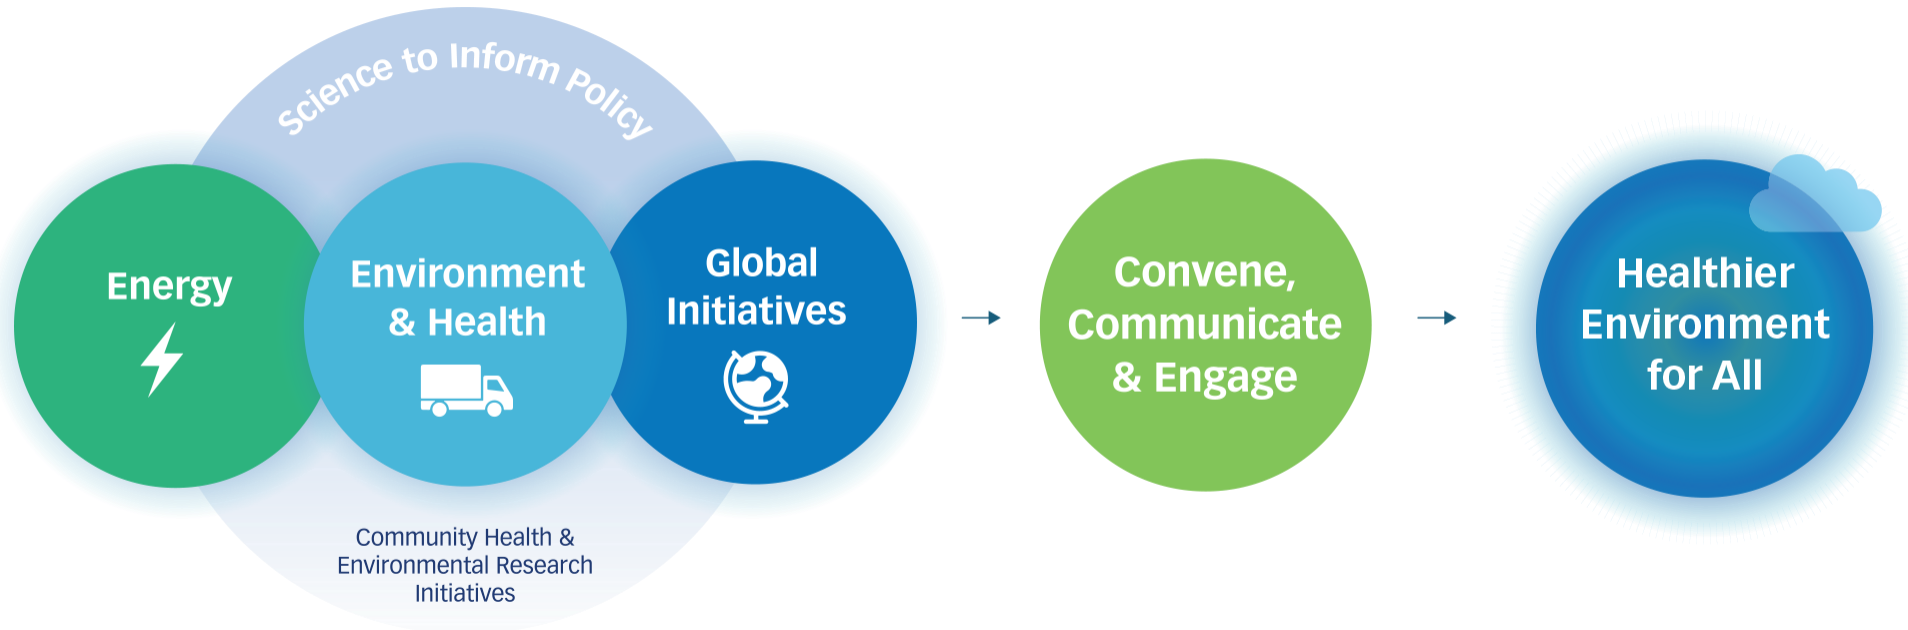 Science to Inform Policy
Energy
Environment
& Health
Global
Initiatives
Community Health &
Environmental Research
Initiatives
Convene,
Communicate
& Engage
Healthier
Environment
for All